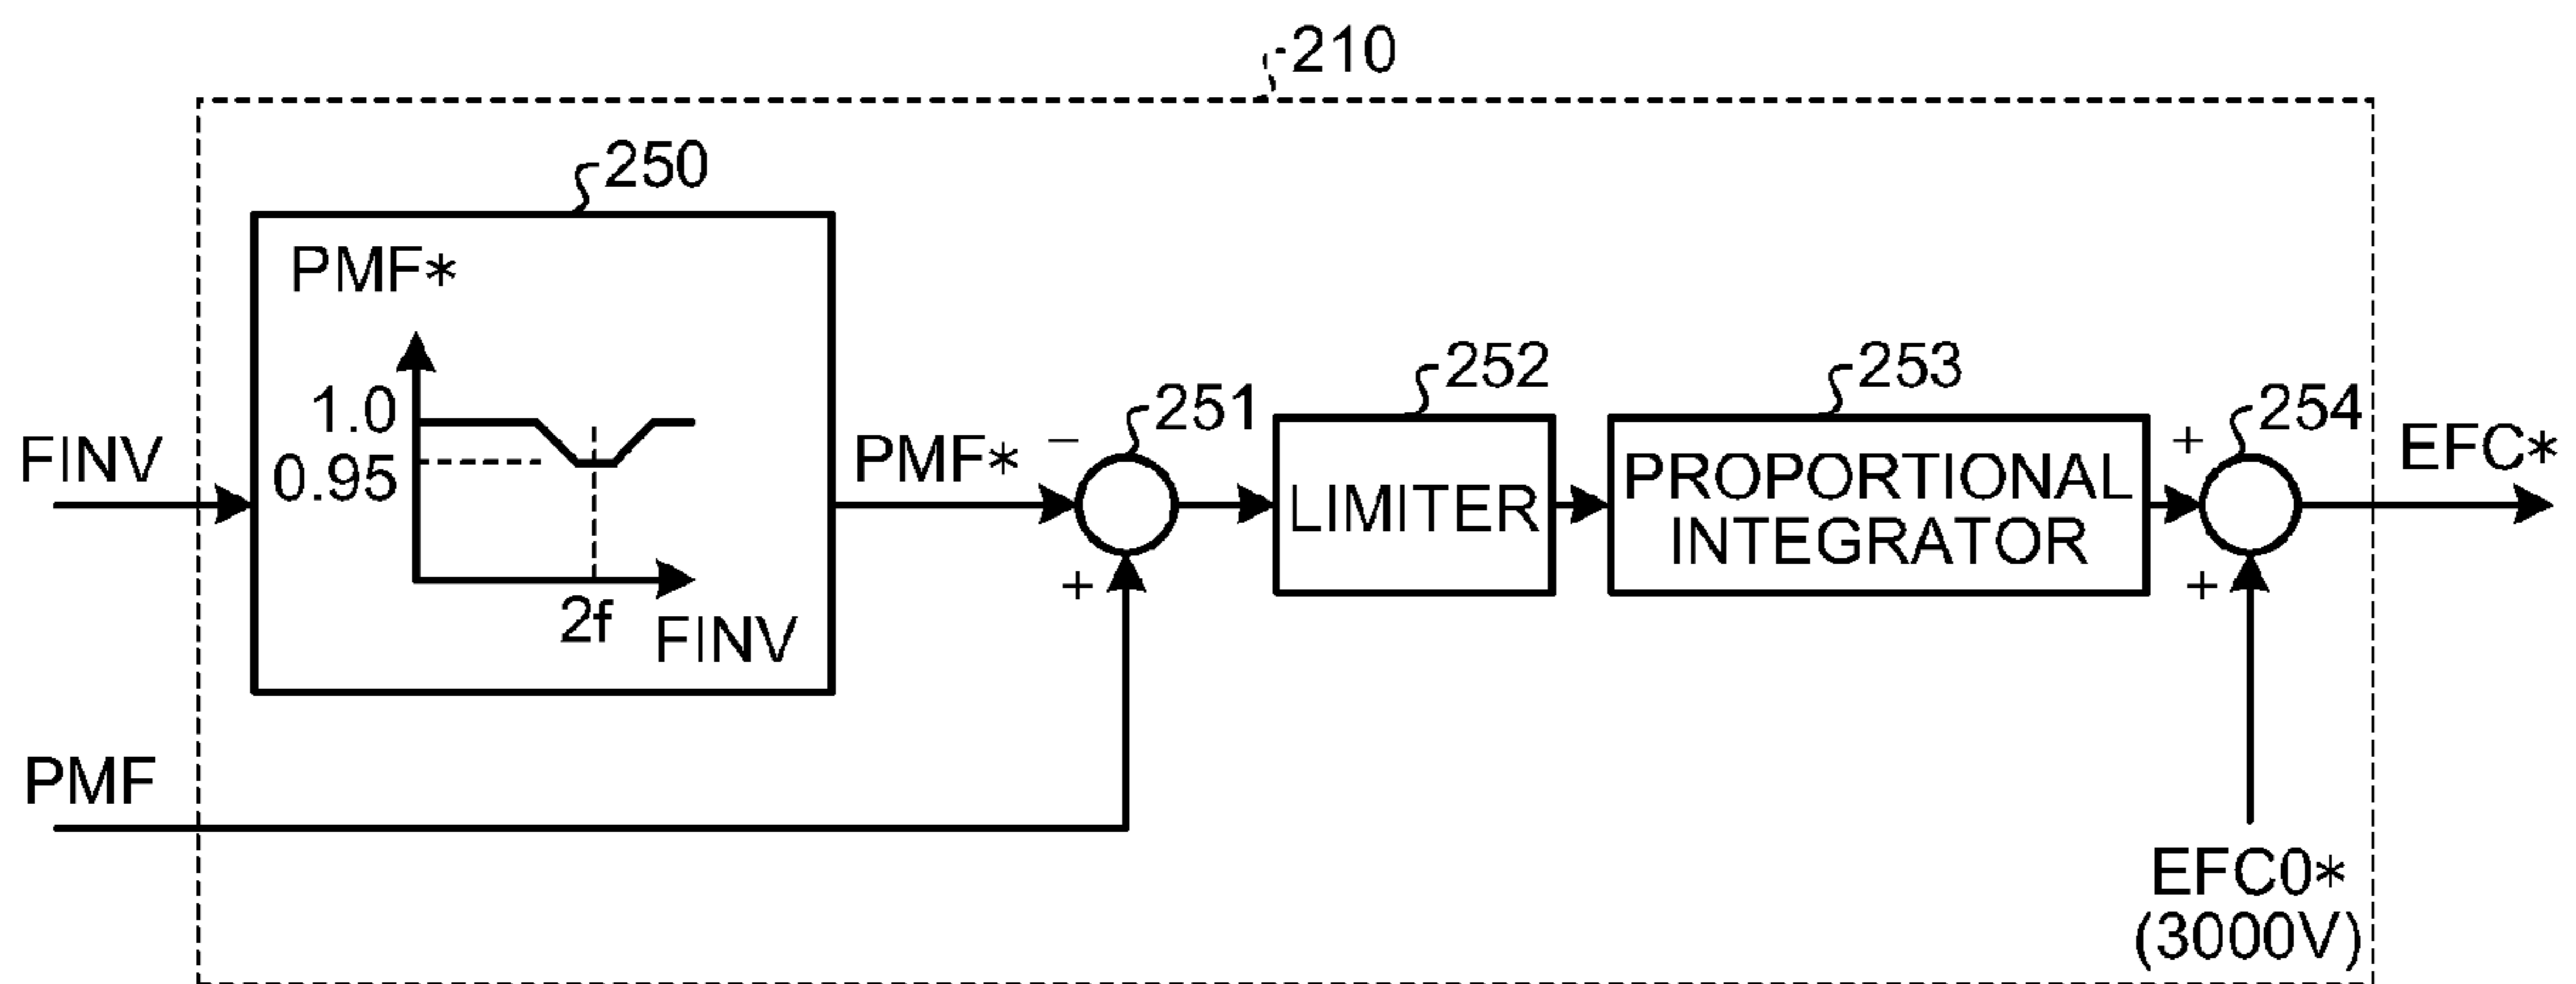 210
250
PMF*
1.0
0.95
2f
FINV
FINV
PMF
PMF*
−
+
251
252
LIMITER
253
PROPORTIONAL
INTEGRATOR
+
+
254
EFC*
EFC0*
(3000V)